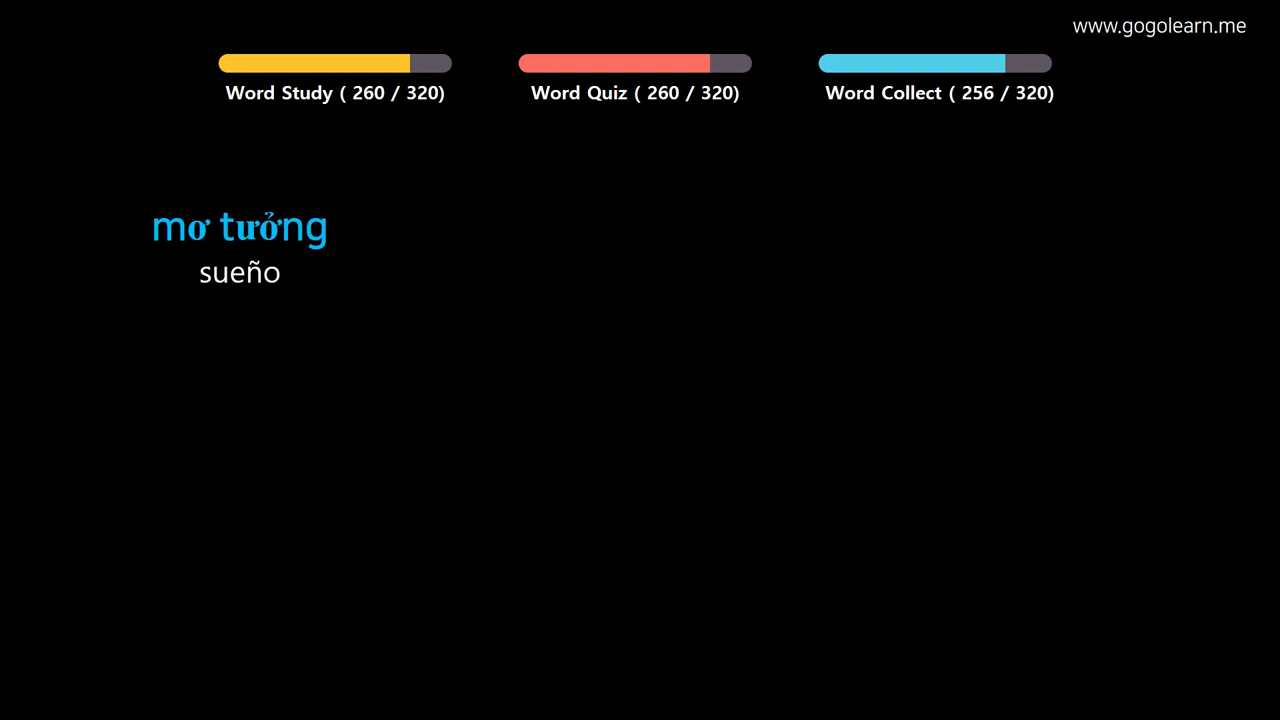 www.gogolearn.me
Word Study ( 260 / 320)
Word Quiz ( 260 / 320)
Word Collect ( 256 / 320)
mơ tưởng
sueño